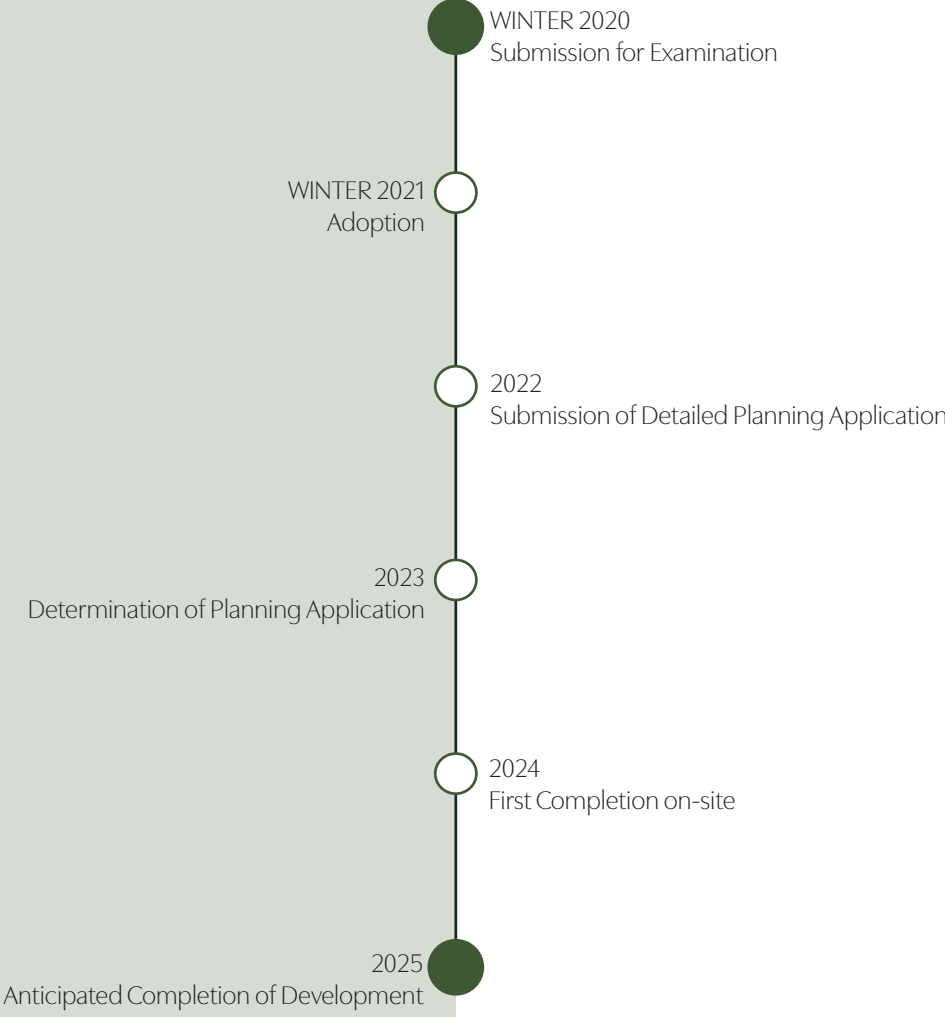 WINTER 2020
Submission for Examination
WINTER 2021
Adoption
2022
Submission of Detailed Planning Application
2023
Determination of Planning Application
2024
First Completion on-site
2025
Anticipated Completion of Development